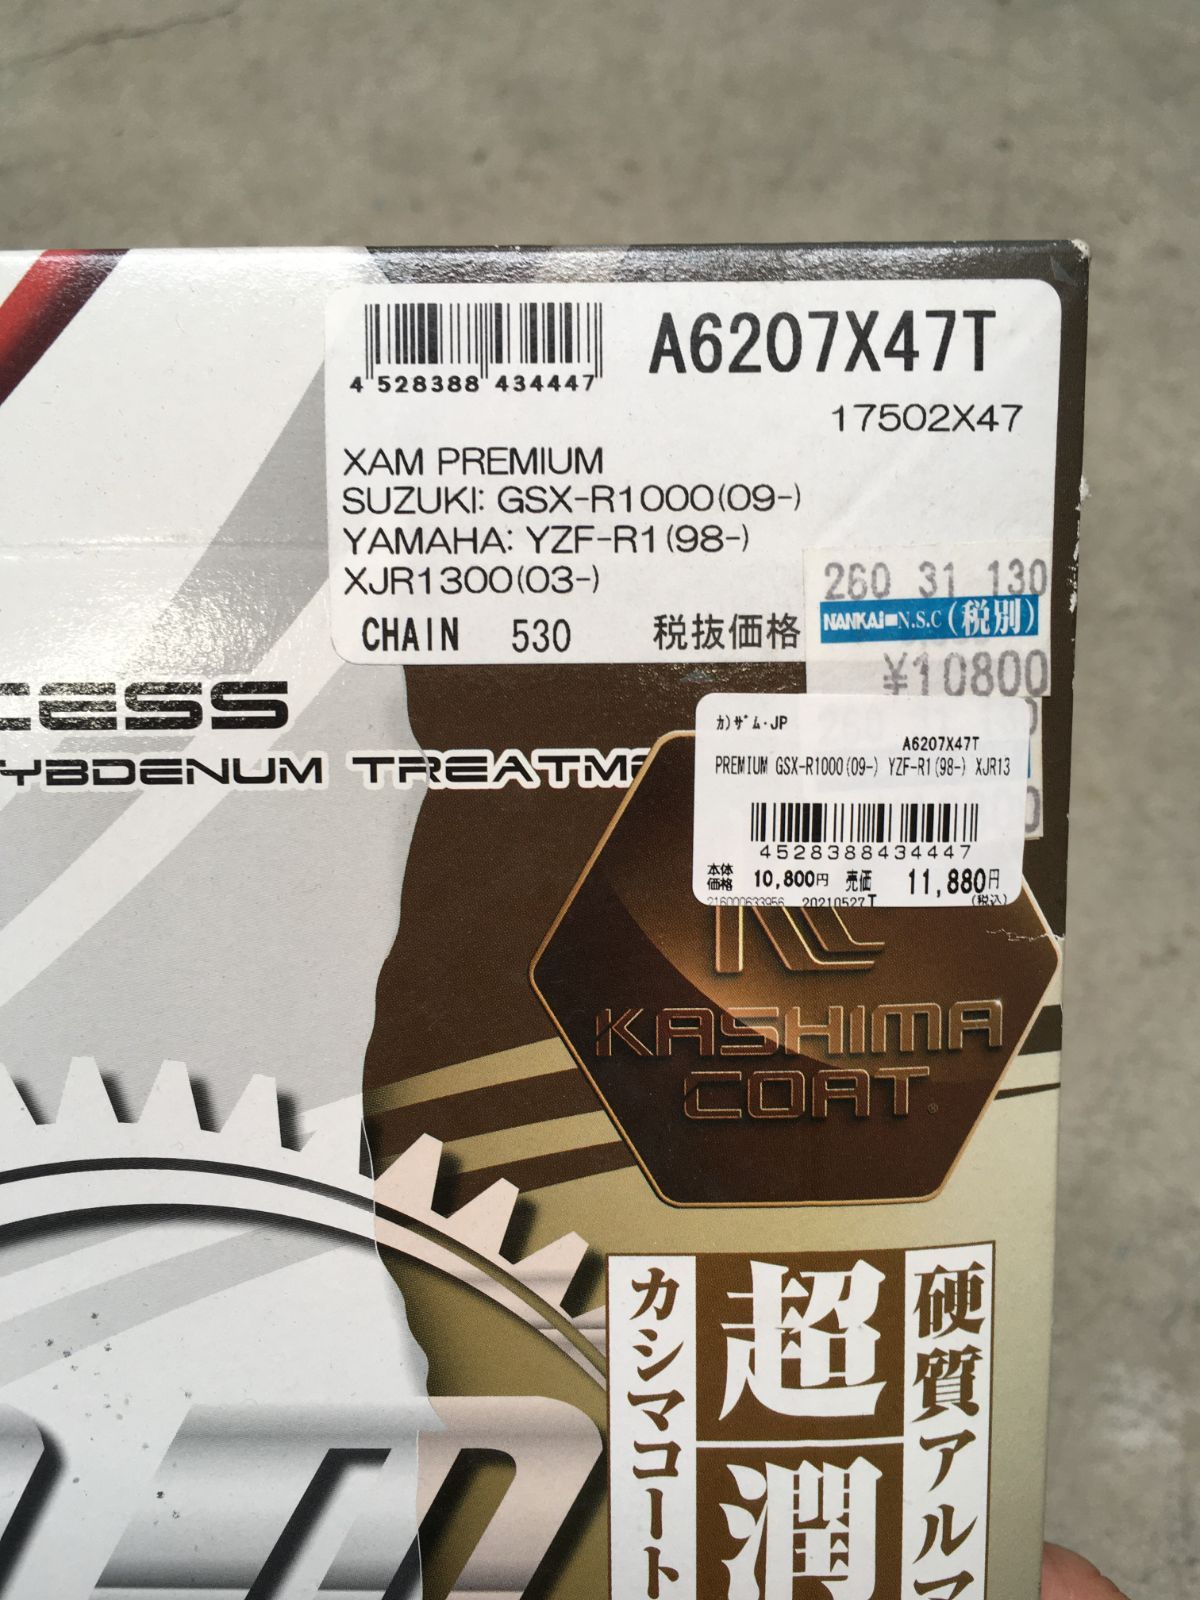 4 528388 434447
A6207X47T
17502X47
XAM PREMIUM
SUZUKI: GSX-R1000(09-)
YAMAHA: YZF-R1(98-)
XJR1300(03-)
CHAIN 530 税抜価格
260 31 130
NANKAI N.S.C(税別)
¥10800
カ)ザム・JP
A6207X47T
PREMIUM GSX-R1000(09-) YZF-R1(98-) XJR13
4528388434447
本体価格 10,800円 売価 11,880円
216000633956 20210527T (税込)
CESS
YBDENUM TREATM
KASHIMA
COAT®
硬質アルマ
超潤
カシマコート